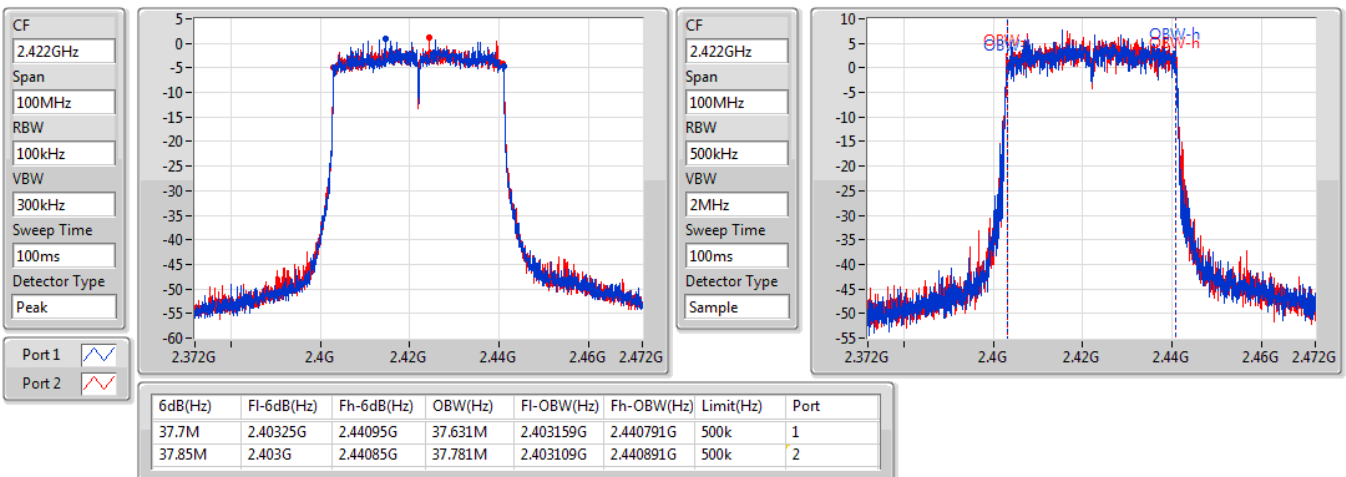 CF
2.422GHz
Span
100MHz
RBW
100kHz
VBW
300kHz
Sweep Time
100ms
Detector Type
Peak
Port 1
Port 2
5
0
-5
-10
-15
-20
-25
-30
-35
-40
-45
-50
-55
-60
2.372G 2.4G 2.42G 2.44G 2.46G 2.472G
CF
2.422GHz
Span
100MHz
RBW
500kHz
VBW
2MHz
Sweep Time
100ms
Detector Type
Sample
10
5
0
-5
-10
-15
-20
-25
-30
-35
-40
-45
-50
-55
OBW-h
OBW-h
2.372G 2.4G 2.42G 2.44G 2.46G 2.472G
6dB(Hz) Fl-6dB(Hz) Fh-6dB(Hz) OBW(Hz) Fl-OBW(Hz) Fh-OBW(Hz) Limit(Hz) Port
37.7M 2.40325G 2.44095G 37.631M 2.403159G 2.440791G 500k 1
37.85M 2.403G 2.44085G 37.781M 2.403109G 2.440891G 500k 2